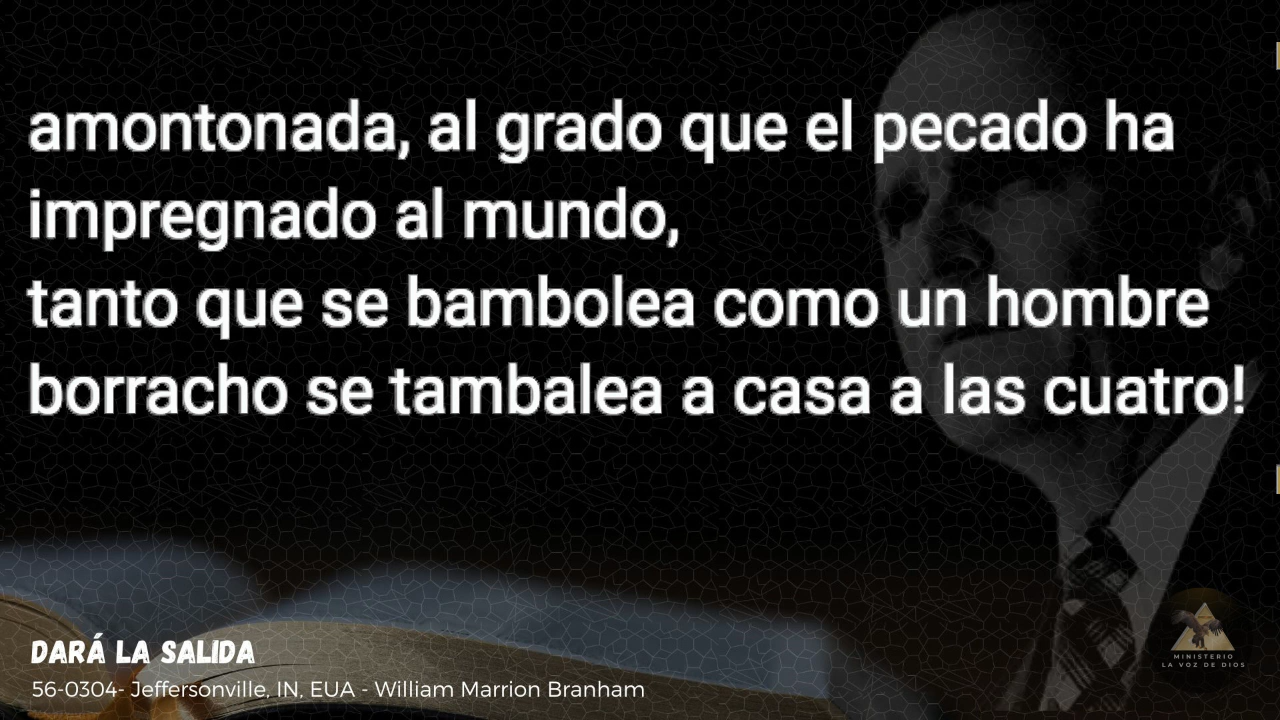 amontonada, al grado que el pecado ha
impregnado al mundo,
tanto que se bambolea como un hombre
borracho se tambalea a casa a las cuatro!
DARÁ LA SALIDA
56-0304- Jeffersonville, IN, EUA - William Marrion Branham
MINISTERIO
LA VOZ DE DIOS